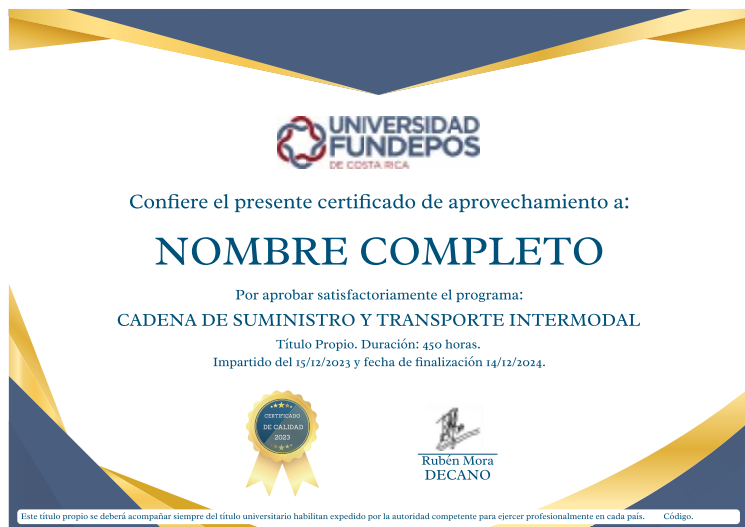 UNIVERSIDAD
FUNDEPOS
DE COSTA RICA
Confiere el presente certificado de aprovechamiento a:
NOMBRE COMPLETO
Por aprobar satisfactoriamente el programa:
CADENA DE SUMINISTRO Y TRANSPORTE INTERMODAL
Título Propio. Duración: 450 horas.
Impartido del 15/12/2023 y fecha de finalización 14/12/2024.
CERTIFICADO
DE CALIDAD
2023
Rubén Mora
DECANO
Este título propio se deberá acompañar siempre del título universitario habilitan expedido por la autoridad competente para ejercer profesionalmente en cada país. Código.